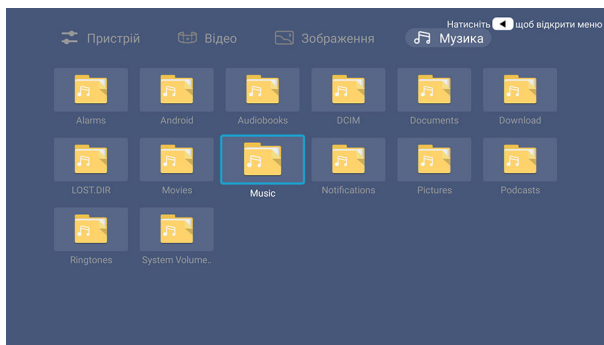 Натисніть ◀ щоб відкрити меню
Пристрій Відео Зображення Музика
Alarms Android Audiobooks DCIM Documents Download
LOST.DIR Movies Music Notifications Pictures Podcasts
Ringtones System Volume..